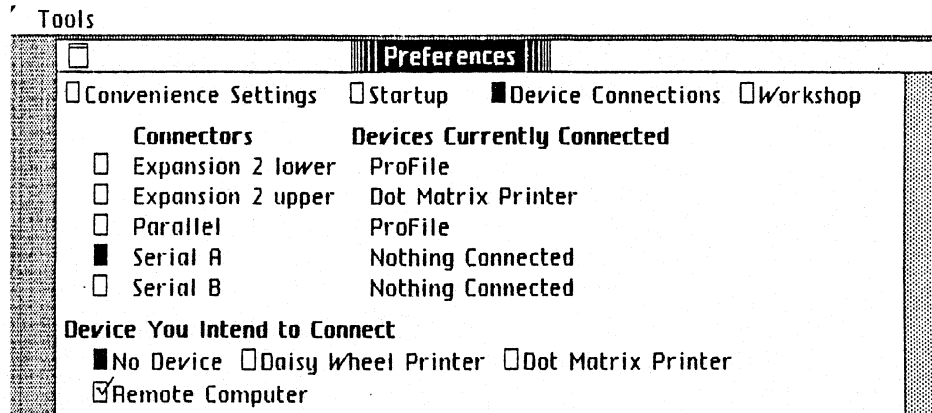 Tools
Preferences
Convenience Settings Startup Device Connections Workshop
Connectors Devices Currently Connected
Expansion 2 lower ProFile
Expansion 2 upper Dot Matrix Printer
Parallel ProFile
Serial A Nothing Connected
Serial B Nothing Connected
Device You Intend to Connect
No Device Daisy Wheel Printer Dot Matrix Printer
Remote Computer